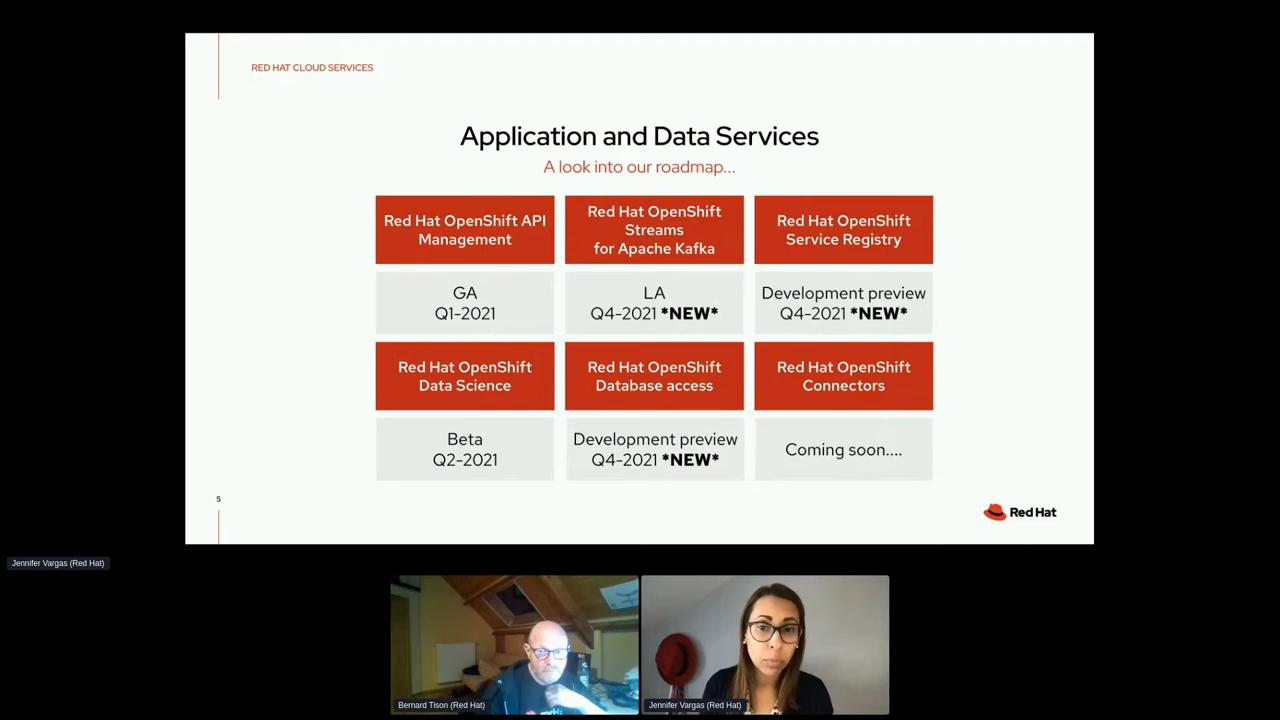 RED HAT CLOUD SERVICES
Application and Data Services
A look into our roadmap...
Red Hat OpenShift API
Management
Red Hat OpenShift
Streams
for Apache Kafka
Red Hat OpenShift
Service Registry
GA
Q1-2021
LA
Q4-2021 *NEW*
Development preview
Q4-2021 *NEW*
Red Hat OpenShift
Data Science
Red Hat OpenShift
Database access
Red Hat OpenShift
Connectors
Beta
Q2-2021
Development preview
Q4-2021 *NEW*
Coming soon....
5
Red Hat
Jennifer Vargas (Red Hat)
Bernard Tison (Red Hat)
Jennifer Vargas (Red Hat)